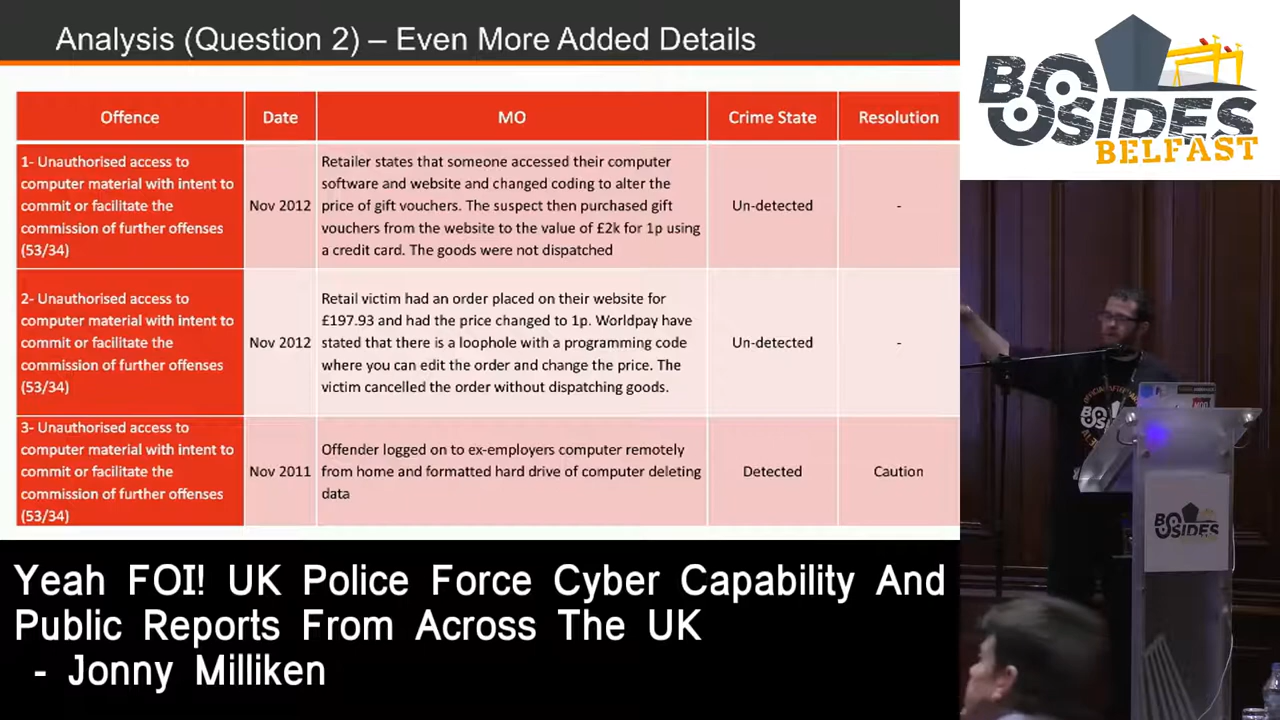 Analysis (Question 2) – Even More Added Details
Offence
Date
MO
Crime State
Resolution
1- Unauthorised access to
computer material with intent to
commit or facilitate the
commission of further offenses
(53/34)
Nov 2012
Retailer states that someone accessed their computer
software and website and changed coding to alter the
price of gift vouchers. The suspect then purchased gift
vouchers from the website to the value of £2k for 1p using
a credit card. The goods were not dispatched
Un-detected
-
2- Unauthorised access to
computer material with intent to
commit or facilitate the
commission of further offenses
(53/34)
Nov 2012
Retail victim had an order placed on their website for
£197.93 and had the price changed to 1p. Worldpay have
stated that there is a loophole with a programming code
where you can edit the order and change the price. The
victim cancelled the order without dispatching goods.
Un-detected
-
3- Unauthorised access to
computer material with intent to
commit or facilitate the
commission of further offenses
(53/34)
Nov 2011
Offender logged on to ex-employers computer remotely
from home and formatted hard drive of computer deleting
data
Detected
Caution
BSIDES
BELFAST
BSIDES
Yeah FOI! UK Police Force Cyber Capability And
Public Reports From Across The UK
- Jonny Milliken